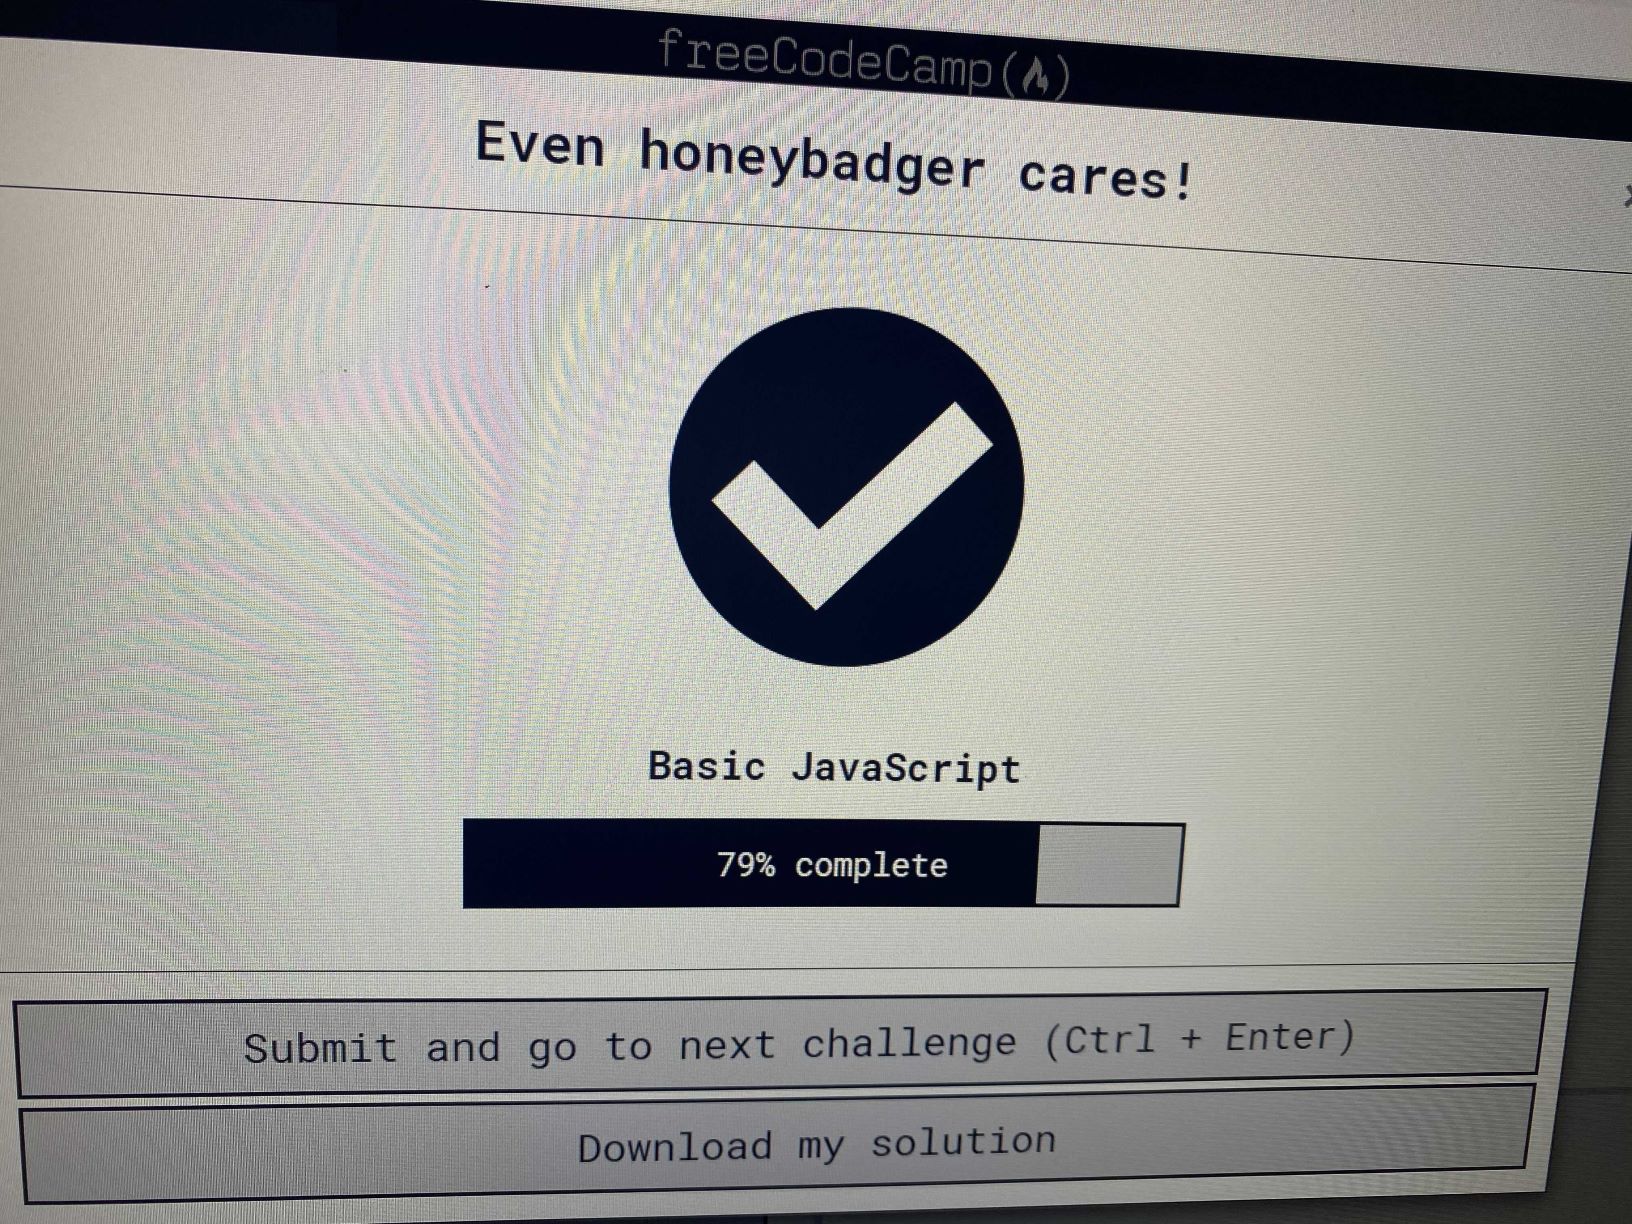 freeCodeCamp(🔥)
Even honeybadger cares!
Basic JavaScript
79% complete
Submit and go to next challenge (Ctrl + Enter)
Download my solution